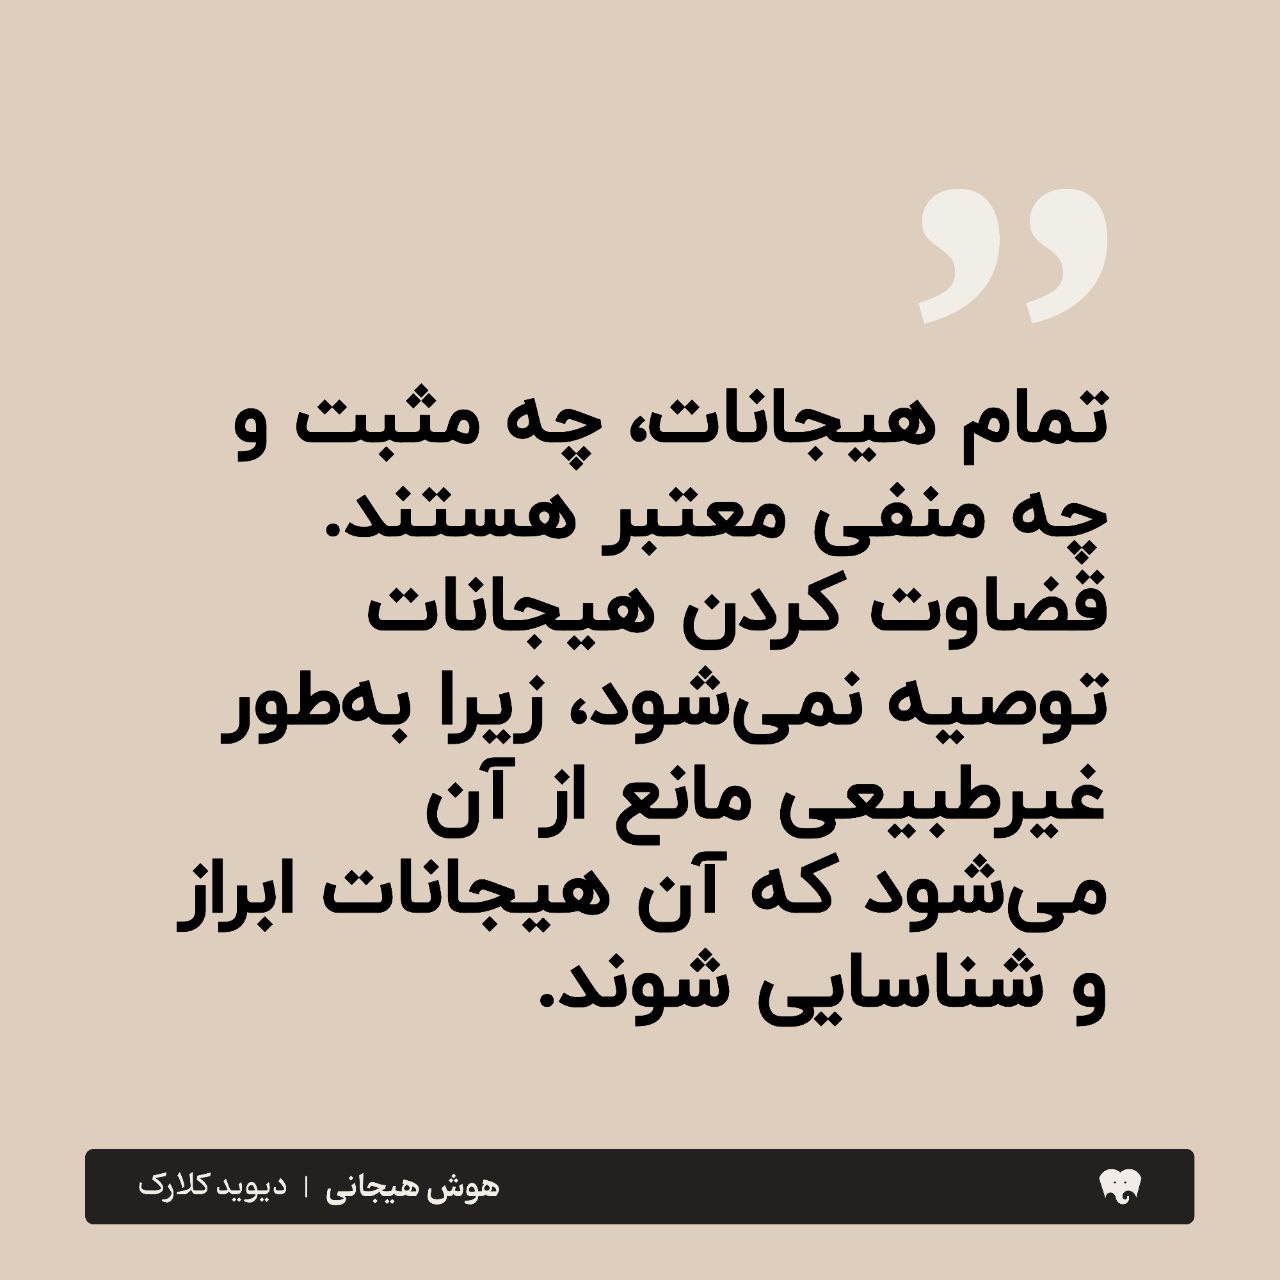 ”
تمام هیجانات، چه مثبت و
چه منفی معتبر هستند.
قضاوت کردن هیجانات
توصیه نمی‌شود، زیرا به‌طور
غیرطبیعی مانع از آن
می‌شود که آن هیجانات ابراز
و شناسایی شوند.
هوش هیجانی | دیوید کلارک